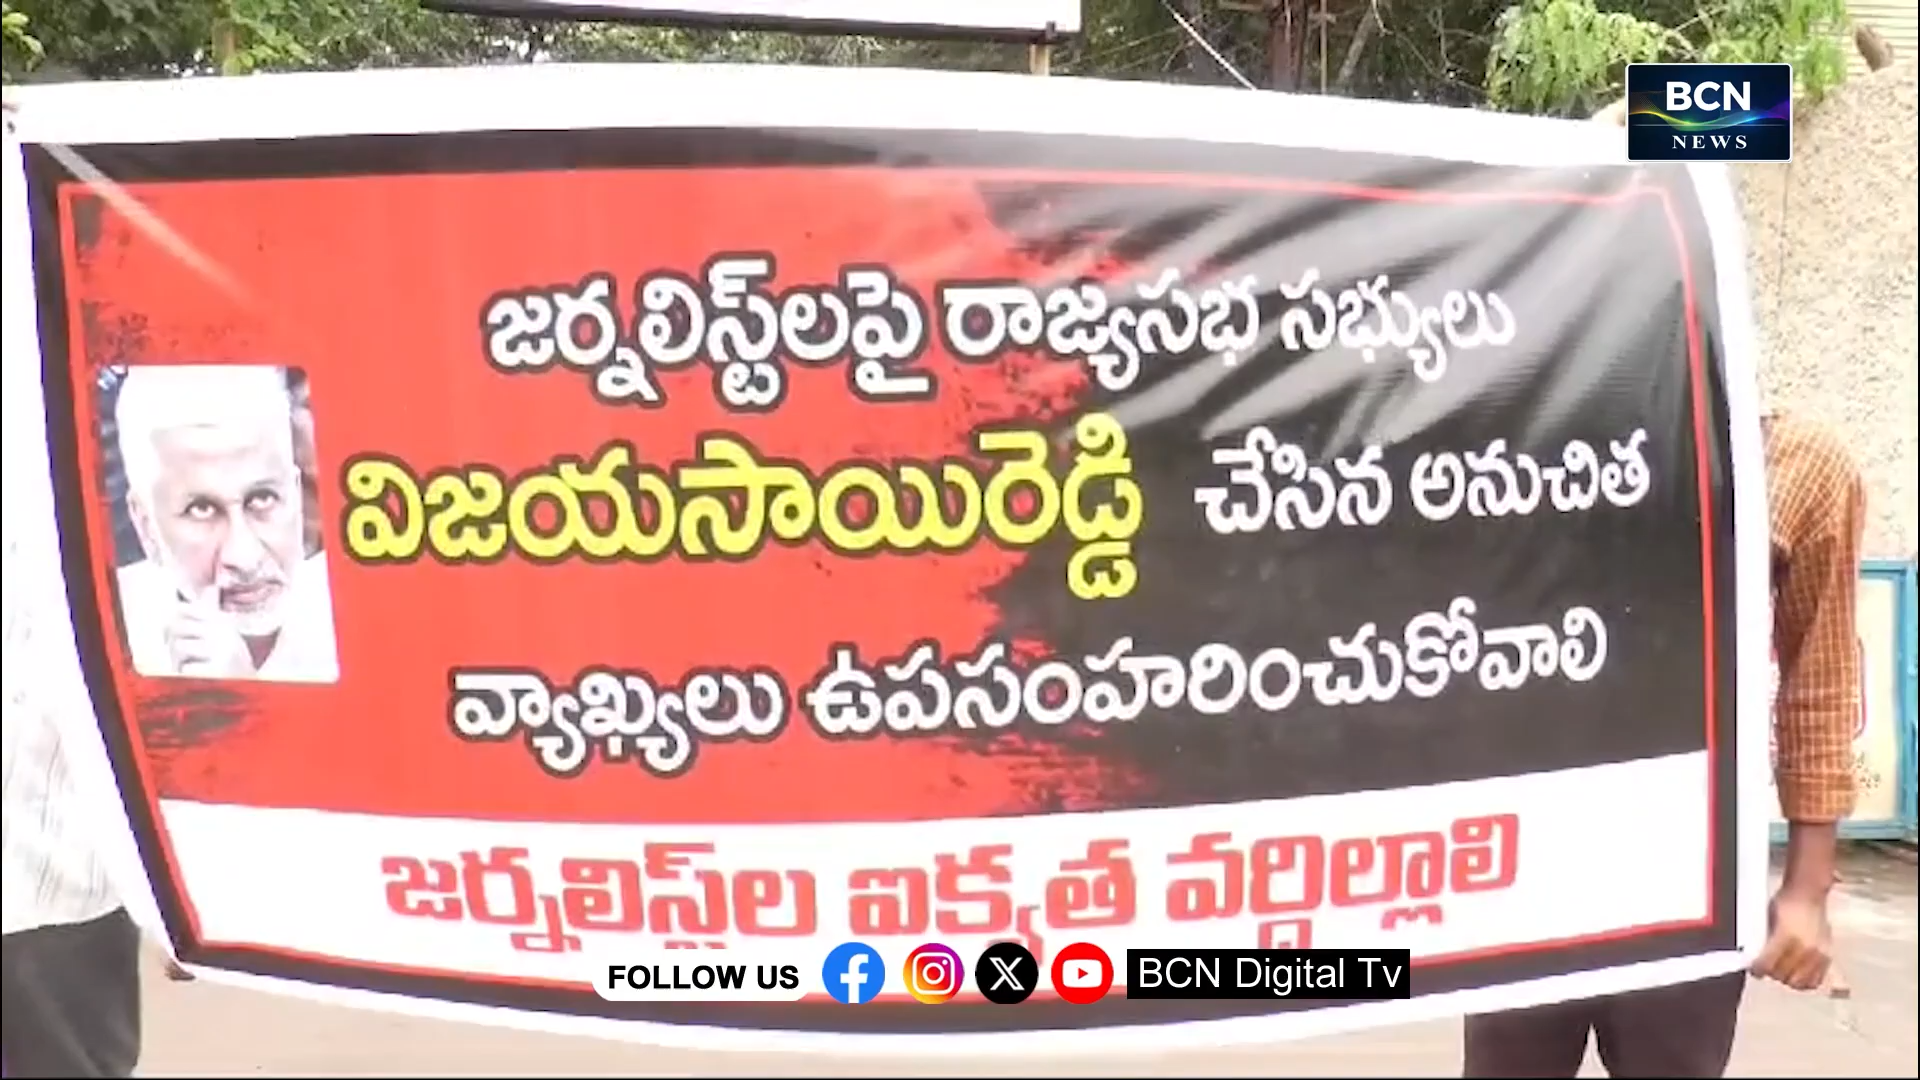 BCN
NEWS
జర్నలిస్ట్‌లపై రాజ్యసభ సభ్యులు
విజయసాయిరెడ్డి చేసిన అనుచిత
వ్యాఖ్యలు ఉపసంహరించుకోవాలి
జర్నలిస్ట్‌ల ఐక్యత వర్దిల్లాలి
FOLLOW US BCN Digital Tv